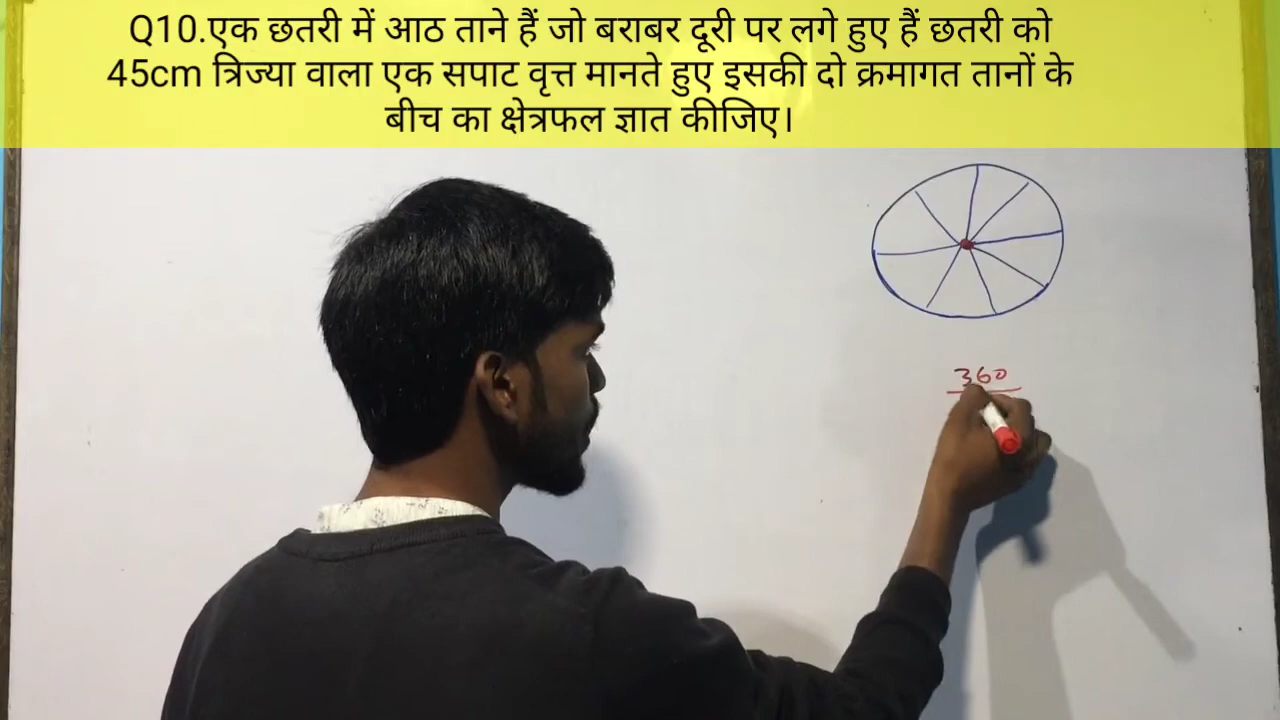 Q10.एक छतरी में आठ ताने हैं जो बराबर दूरी पर लगे हुए हैं छतरी को
45cm त्रिज्या वाला एक सपाट वृत्त मानते हुए इसकी दो क्रमागत तानों के
बीच का क्षेत्रफल ज्ञात कीजिए।
360